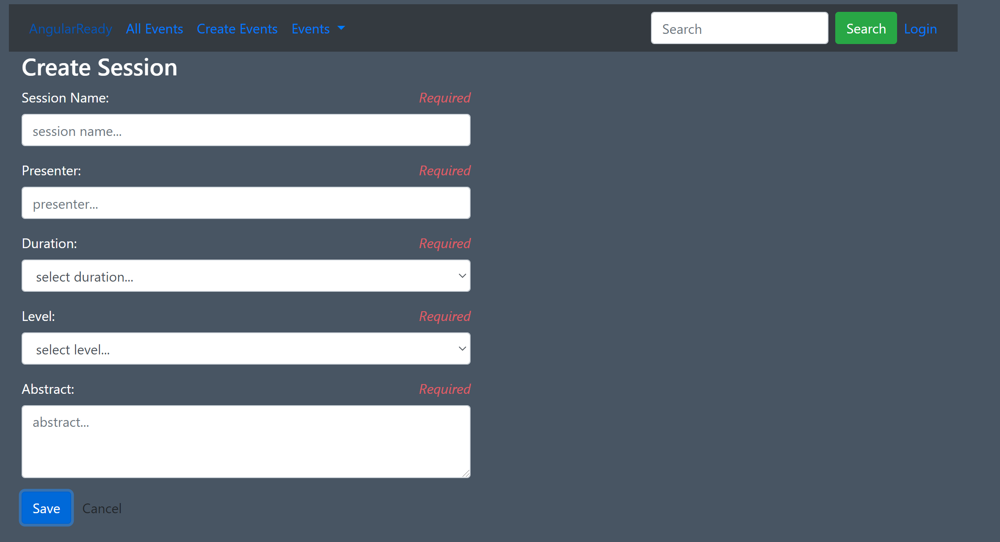 AngularReady All Events Create Events Events Search Search Login
Create Session
Session Name: Required
session name...
Presenter: Required
presenter...
Duration: Required
select duration...
Level: Required
select level...
Abstract: Required
abstract...
Save Cancel